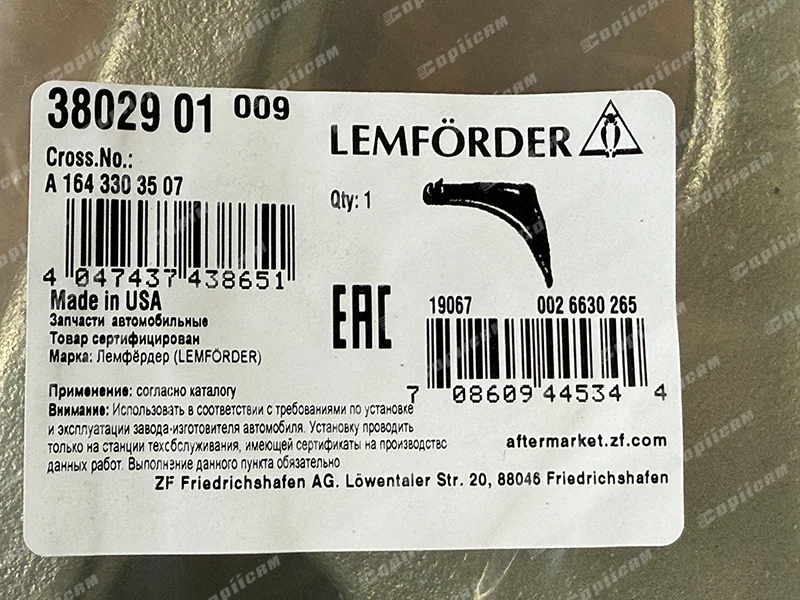 38029 01 009
LEMFÖRDER
Cross.No.:
A 164 330 35 07
Qty: 1
4 047437 438651
Made in USA
Запчасти автомобильные
Товар сертифицирован
Марка: Лемфёрдер (LEMFÖRDER)
EAC
19067 002 6630 265
7 08609 44534 4
Применение: согласно каталогу
Внимание: Использовать в соответствии с требованиями по установке
и эксплуатации завода-изготовителя автомобиля. Установку проводить
только на станции техсбслуживания, имеющей сертификаты на производство
данных работ. Выполнение данного пункта обязательно
aftermarket.zf.com
ZF Friedrichshafen AG. Löwentaler Str. 20, 88046 Friedrichshafen